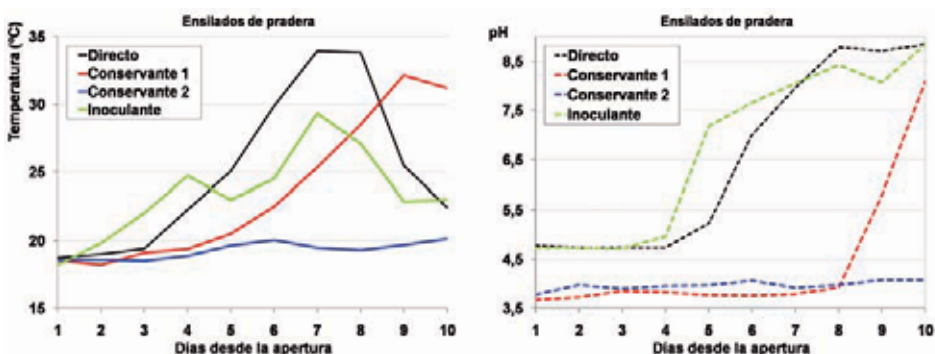 Ensilados de pradera
Temperatura (ºC)
35
30
25
20
15
Directo
Conservante 1
Conservante 2
Inoculante
1 2 3 4 5 6 7 8 9 10
Días desde la apertura
Ensilados de pradera
pH
8,5
7,5
6,5
5,5
4,5
3,5
Directo
Conservante 1
Conservante 2
Inoculante
1 2 3 4 5 6 7 8 9 10
Días desde la apertura